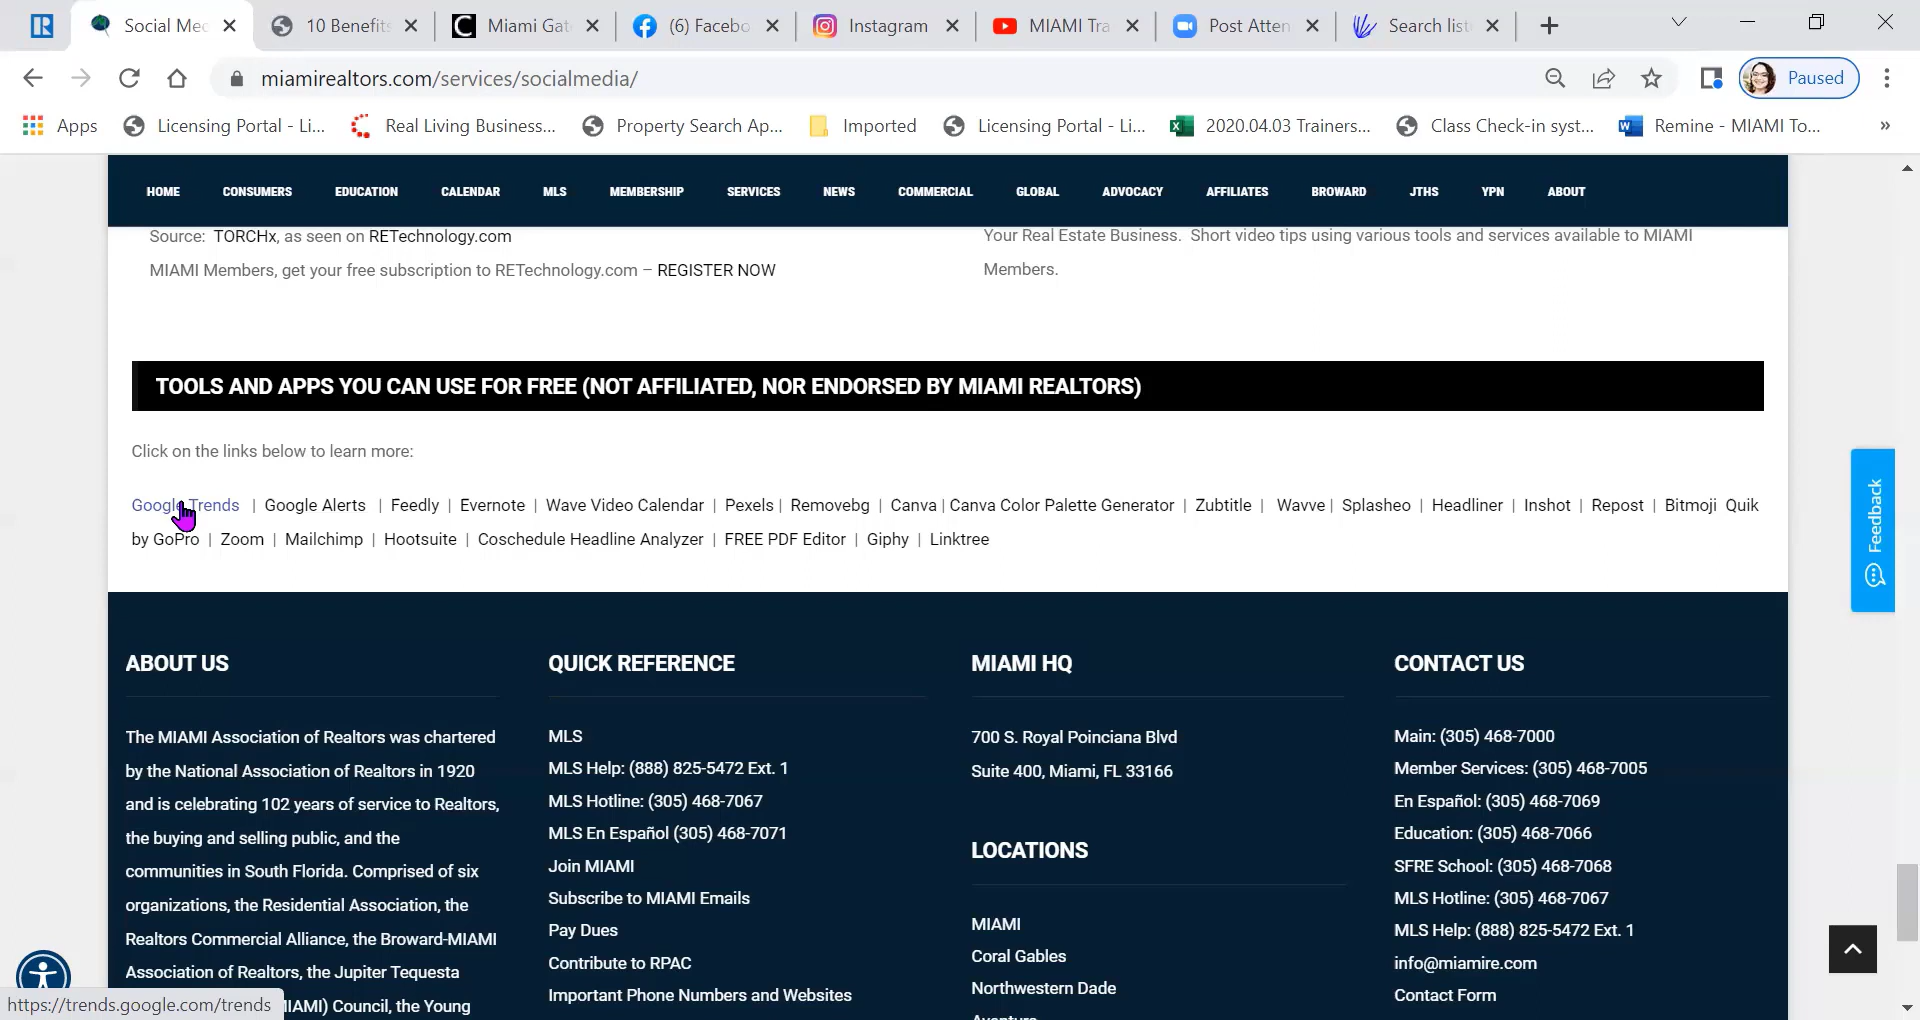 Social Mec
10 Benefits
Miami Gat
(6) Facebo
Instagram
MIAMI Tra
Post Atten
Search list
miamirealtors.com/services/socialmedia/
Paused
Apps
Licensing Portal - Li...
Real Living Business...
Property Search Ap...
Imported
Licensing Portal - Li...
2020.04.03 Trainers...
Class Check-in syst...
Remine - MIAMI To...
»
HOME CONSUMERS EDUCATION CALENDAR MLS MEMBERSHIP SERVICES NEWS COMMERCIAL GLOBAL ADVOCACY AFFILIATES BROWARD JTHS YPN ABOUT
Source: TORCHx, as seen on RETechnology.com
MIAMI Members, get your free subscription to RETechnology.com – REGISTER NOW
Your Real Estate Business. Short video tips using various tools and services available to MIAMI
Members.
TOOLS AND APPS YOU CAN USE FOR FREE (NOT AFFILIATED, NOR ENDORSED BY MIAMI REALTORS)
Click on the links below to learn more:
Google Trends | Google Alerts | Feedly | Evernote | Wave Video Calendar | Pexels | Removebg | Canva | Canva Color Palette Generator | Zubtitle | Wavve | Splasheo | Headliner | Inshot | Repost | Bitmoji Quik
by GoPro | Zoom | Mailchimp | Hootsuite | Coschedule Headline Analyzer | FREE PDF Editor | Giphy | Linktree
Feedback
ABOUT US
The MIAMI Association of Realtors was chartered
by the National Association of Realtors in 1920
and is celebrating 102 years of service to Realtors,
the buying and selling public, and the
communities in South Florida. Comprised of six
organizations, the Residential Association, the
Realtors Commercial Alliance, the Broward-MIAMI
Association of Realtors, the Jupiter Tequesta
IAMI) Council, the Young
QUICK REFERENCE
MLS
MLS Help: (888) 825-5472 Ext. 1
MLS Hotline: (305) 468-7067
MLS En Español (305) 468-7071
Join MIAMI
Subscribe to MIAMI Emails
Pay Dues
Contribute to RPAC
Important Phone Numbers and Websites
MIAMI HQ
700 S. Royal Poinciana Blvd
Suite 400, Miami, FL 33166
LOCATIONS
MIAMI
Coral Gables
Northwestern Dade
Aventura
CONTACT US
Main: (305) 468-7000
Member Services: (305) 468-7005
En Español: (305) 468-7069
Education: (305) 468-7066
SFRE School: (305) 468-7068
MLS Hotline: (305) 468-7067
MLS Help: (888) 825-5472 Ext. 1
info@miamire.com
Contact Form
https://trends.google.com/trends